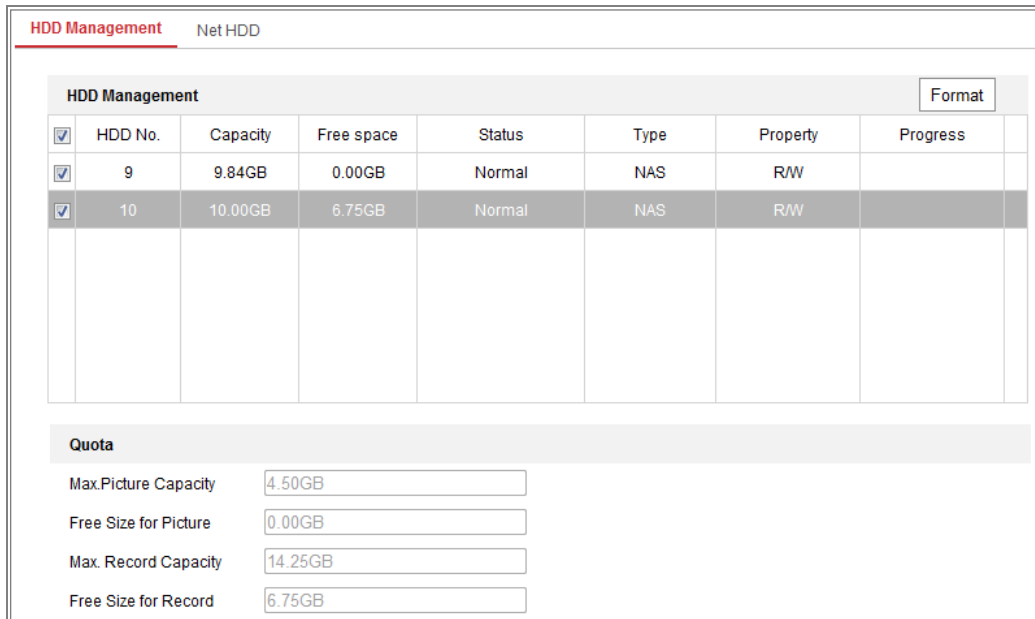 HDD Management Net HDD
HDD Management Format
HDD No. Capacity Free space Status Type Property Progress
9 9.84GB 0.00GB Normal NAS R/W
10 10.00GB 6.75GB Normal NAS R/W
Quota
Max.Picture Capacity 4.50GB
Free Size for Picture 0.00GB
Max. Record Capacity 14.25GB
Free Size for Record 6.75GB